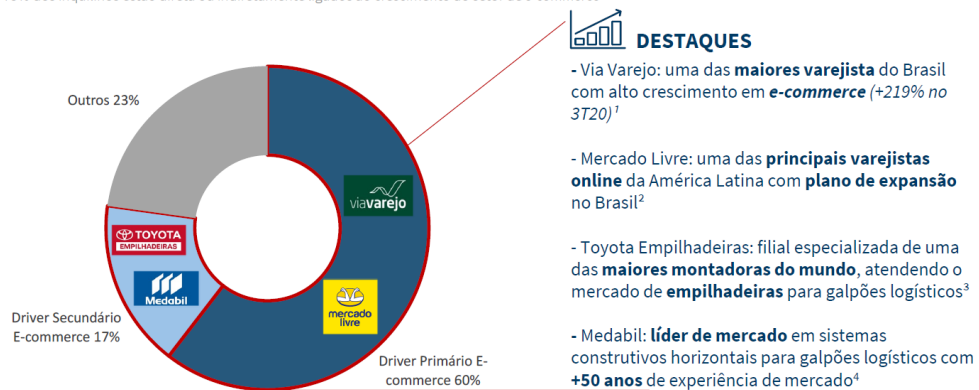 DESTAQUES
- Via Varejo: uma das maiores varejista do Brasil
com alto crescimento em e-commerce (+219% no
3T20)¹
- Mercado Livre: uma das principais varejistas
online da América Latina com plano de expansão
no Brasil²
- Toyota Empilhadeiras: filial especializada de uma
das maiores montadoras do mundo, atendendo o
mercado de empilhadeiras para galpões logísticos³
- Medabil: líder de mercado em sistemas
construtivos horizontais para galpões logísticos com
+50 anos de experiência de mercado⁴
Outros 23%
viavarejo
TOYOTA
EMPILHADEIRAS
Medabil
mercado
livre
Driver Secundário
E-commerce 17%
Driver Primário E-
commerce 60%